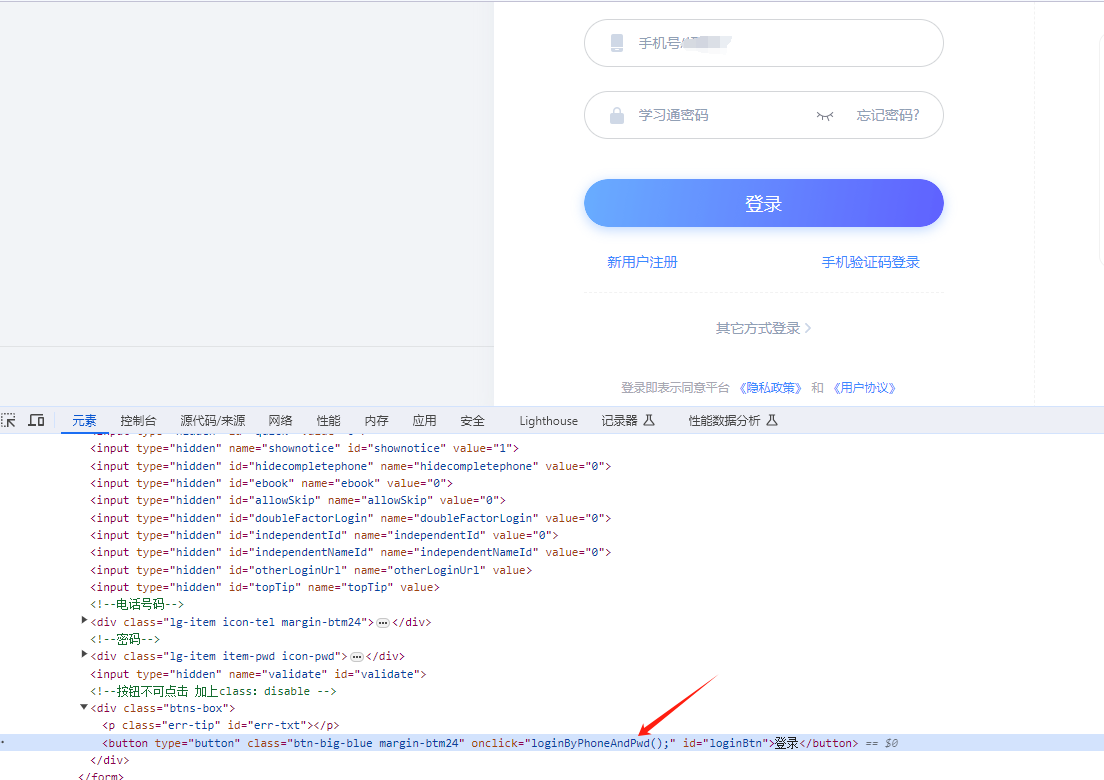 手机号/
学习通密码 忘记密码?
登录
新用户注册 手机验证码登录
其它方式登录
登录即表示同意平台 《隐私政策》 和 《用户协议》
元素 控制台 源代码/来源 网络 性能 内存 应用 安全 Lighthouse 记录器 性能数据分析
<input type="hidden" name="shownotice" id="shownotice" value="1">
<input type="hidden" id="hidecompletephone" name="hidecompletephone" value="0">
<input type="hidden" id="ebook" name="ebook" value="0">
<input type="hidden" id="allowSkip" name="allowSkip" value="0">
<input type="hidden" id="doubleFactorLogin" name="doubleFactorLogin" value="0">
<input type="hidden" id="independentId" name="independentId" value="0">
<input type="hidden" id="independentNameId" name="independentNameId" value="0">
<input type="hidden" id="otherLoginUrl" name="otherLoginUrl" value>
<input type="hidden" id="topTip" name="topTip" value>
<!--电话号码-->
<div class="lg-item icon-tel margin-btm24">…</div>
<!--密码-->
<div class="lg-item item-pwd icon-pwd">…</div>
<input type="hidden" name="validate" id="validate">
<!--按钮不可点击 加上class: disable -->
<div class="btns-box">
<p class="err-tip" id="err-txt"></p>
<button type="button" class="btn-big-blue margin-btm24" onclick="loginByPhoneAndPwd();" id="loginBtn">登录</button> == $0
</div>
</form>